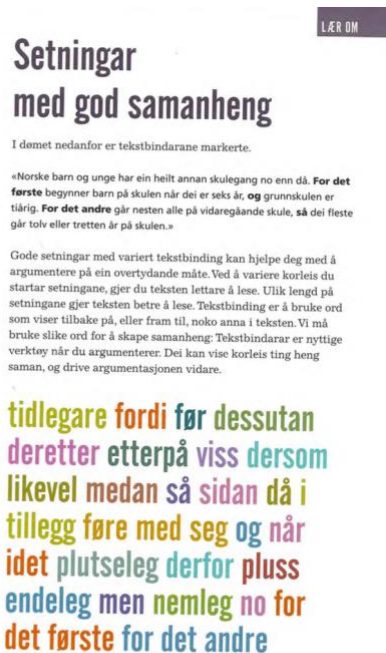 LÆR OM
Setningar
med god samanheng
I dømet nedanfor er tekstbindarane markerte.
«Norske barn og unge har ein heilt annan skulegang no enn då. For det
første begynner barn på skulen når dei er seks år, og grunnskulen er
tiårig. For det andre går nesten alle på vidaregåande skule, så dei fleste
går tolv eller tretten år på skulen.»
Gode setningar med variert tekstbinding kan hjelpe deg med å
argumentere på ein overtydande måte. Ved å variere korleis du
startar setningane, gjer du teksten lettare å lese. Ulik lengd på
setningane gjer teksten betre å lese. Tekstbinding er å bruke ord
som viser tilbake på, eller fram til, noko anna i teksten. Vi må
bruke slike ord for å skape samanheng: Tekstbindarar er nyttige
verktøy når du argumenterer. Dei kan vise korleis ting heng
saman, og drive argumentasjonen vidare.
tidlegare fordi før dessutan
deretter etterpå viss dersom
likevel medan så sidan då i
tillegg føre med seg og når
idet plutseleg derfor pluss
endeleg men nemleg no for
det første for det andre